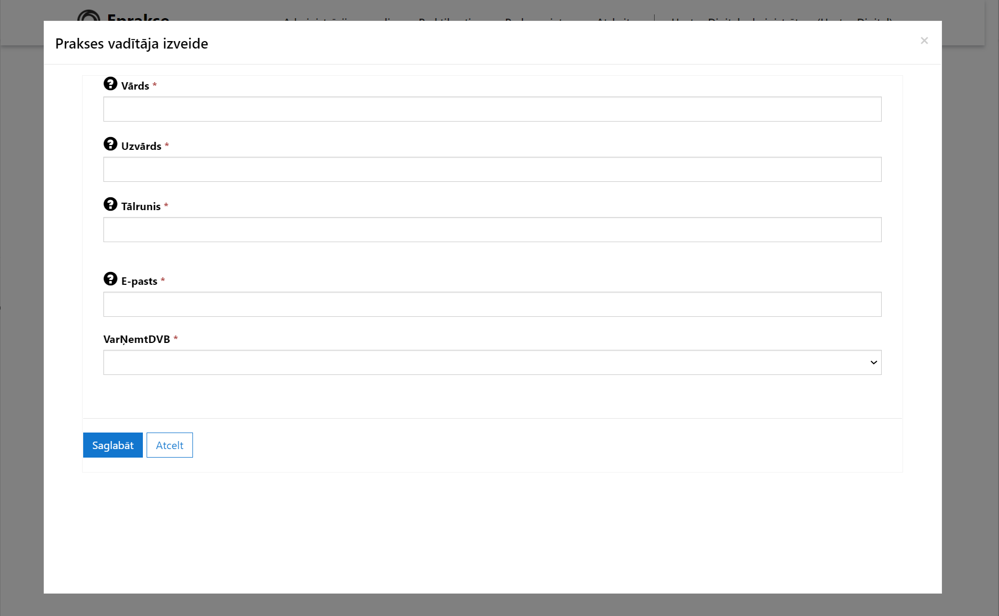 Prakses vadītāja izveide
×
? Vārds *
? Uzvārds *
? Tālrunis *
? E-pasts *
VarŅemtDVB *
Saglabāt Atcelt